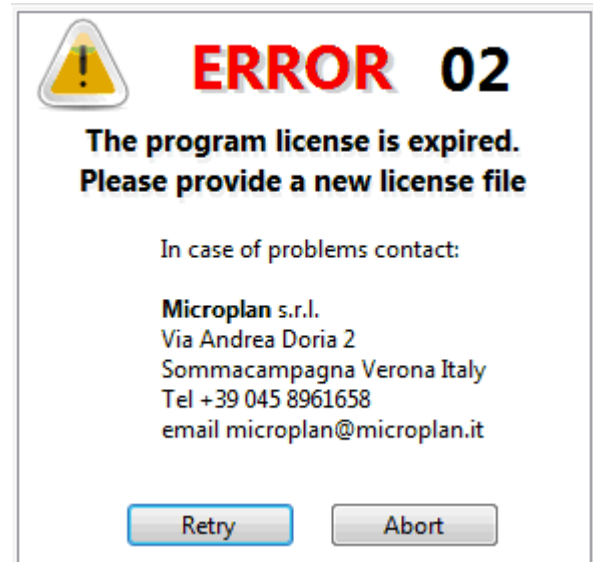 ERROR 02
The program license is expired.
Please provide a new license file
In case of problems contact:
Microplan s.r.l.
Via Andrea Doria 2
Sommacampagna Verona Italy
Tel +39 045 8961658
email microplan@microplan.it
Retry Abort